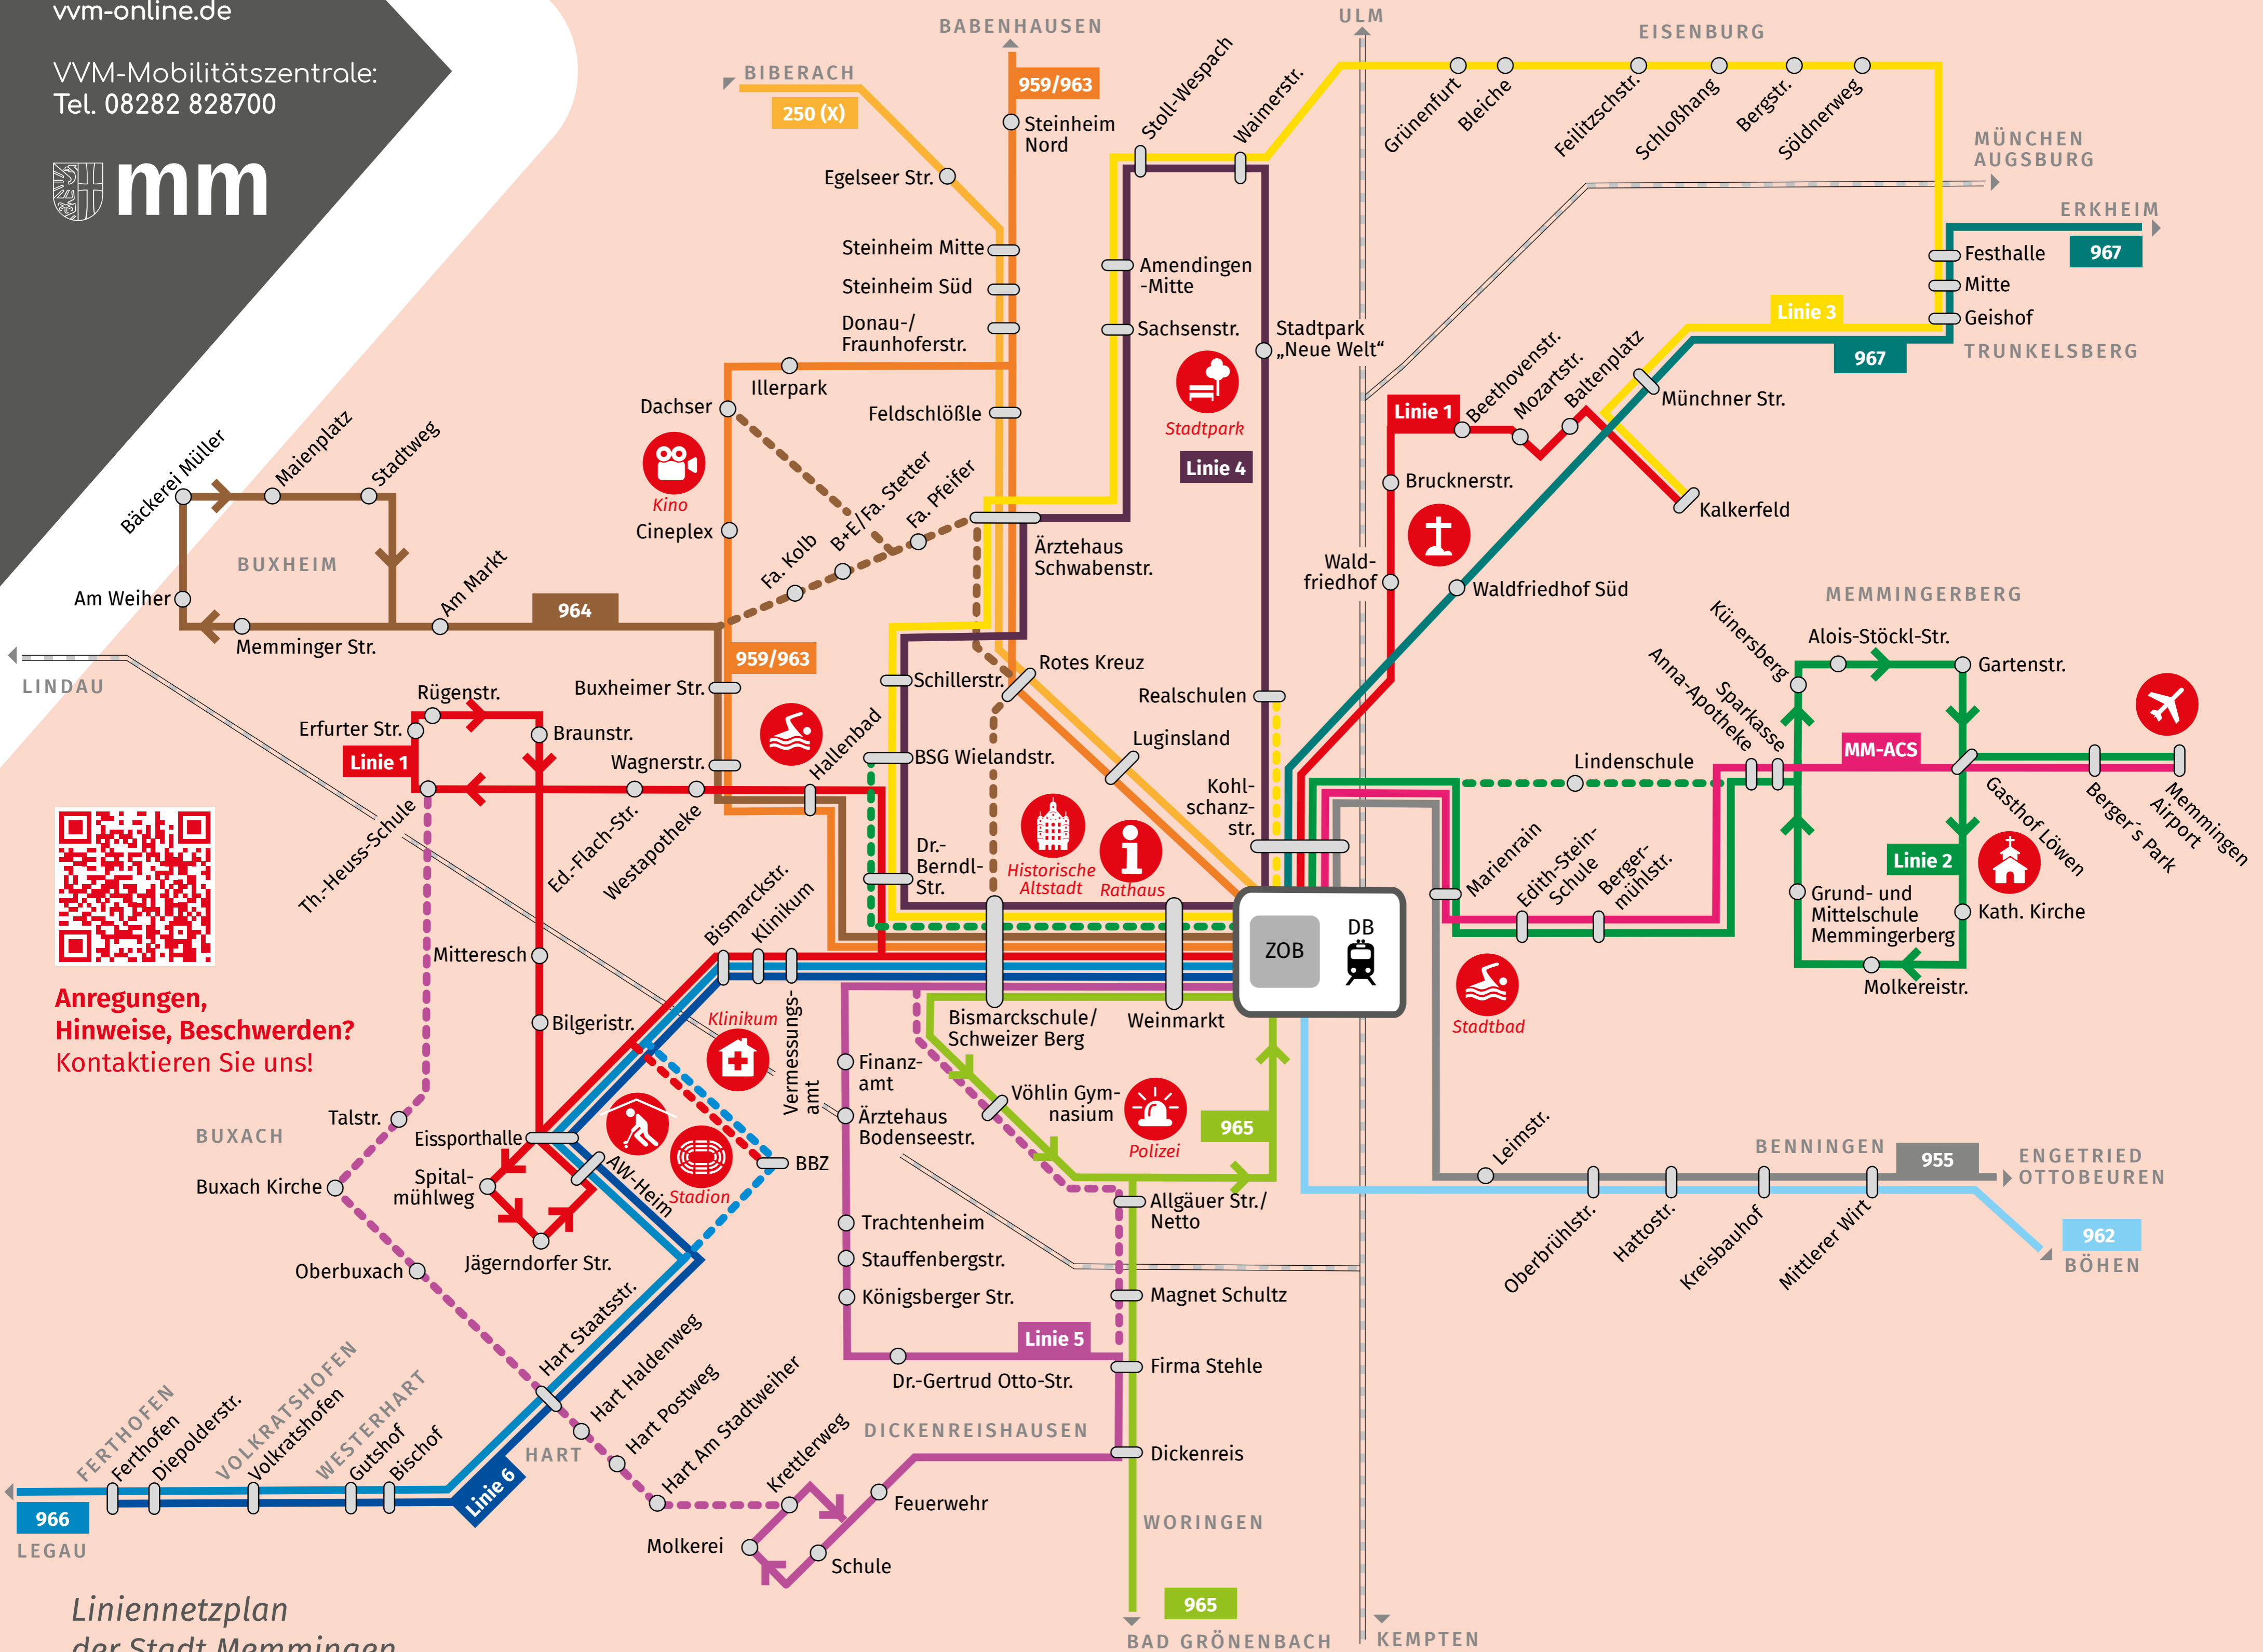 vvm-online.de
VVM-Mobilitätszentrale:
Tel. 08282 828700
mm
BABENHAUSEN
ULM
EISENBURG
BIBERACH
250 (X)
959/963
Steinheim
Nord
Egelseer Str.
Steinheim Mitte
Steinheim Süd
Donau-/
Fraunhoferstr.
Illerpark
Dachser
Feldschlößle
Kino
Cineplex
Stoll-Wespach
Waimerstr.
Amendingen
-Mitte
Sachsenstr.
Stadtpark
„Neue Welt“
Stadtpark
Linie 4
Grünenfurt
Bleiche
Feilitzschstr.
Schloßhang
Bergstr.
Söldnerweg
MÜNCHEN
AUGSBURG
ERKHEIM
967
Festhalle
Mitte
Geishof
TRUNKELSBERG
Linie 3
967
Linie 1
Beethovenstr.
Mozartstr.
Baltenplatz
Münchner Str.
Kalkerfeld
Brucknerstr.
Wald-
friedhof
Waldfriedhof Süd
Bäckerei Müller
Maienplatz
Stadtweg
BUXHEIM
Am Weiher
Memminger Str.
Am Markt
964
Fa. Kolb
B+E/Fa. Stetter
Fa. Pfeifer
Ärztehaus
Schwabenstr.
LINDAU
959/963
Buxheimer Str.
Wagnerstr.
Rügenstr.
Erfurter Str.
Linie 1
Braunstr.
Th.-Heuss-Schule
Ed.-Flach-Str.
Westapotheke
Hallenbad
Schillerstr.
BSG Wielandstr.
Dr.-
Berndl-
Str.
Rotes Kreuz
Luginsland
Realschulen
Kohl-
schanz-
str.
Historische
Altstadt
Rathaus
MEMMINGERBERG
Künersberg
Anna-Apotheke
Sparkasse
Alois-Stöckl-Str.
Gartenstr.
Lindenschule
MM-ACS
Linie 2
Gasthof Löwen
Berger´s Park
Memmingen
Airport
Marienrain
Edith-Stein-
Schule
Berger-
mühlstr.
Grund- und
Mittelschule
Memmingerberg
Kath. Kirche
Molkereistr.
Stadtbad
ZOB
DB
Anregungen,
Hinweise, Beschwerden?
Kontaktieren Sie uns!
Mitteresch
Bilgeristr.
Bismarckstr.
Klinikum
Vermessungs-
amt
Klinikum
Bismarckschule/
Schweizer Berg
Weinmarkt
Finanz-
amt
Ärztehaus
Bodenseestr.
Vöhlin Gym-
nasium
Polizei
965
Talstr.
BUXACH
Buxach Kirche
Oberbuxach
Eissporthalle
Spital-
mühlweg
Jägerndorfer Str.
AW-Heim
Stadion
BBZ
Trachtenheim
Stauffenbergstr.
Königsberger Str.
Linie 5
Dr.-Gertrud Otto-Str.
Allgäuer Str./
Netto
Magnet Schultz
Firma Stehle
Dickenreis
Leimstr.
BENNINGEN
955
ENGETRIED
OTTOBEUREN
Oberbrühlstr.
Hattostr.
Kreisbauhof
Mittlerer Wirt
962
BÖHEN
Hart Staatsstr.
Hart Haldenweg
Hart Postweg
Hart Am Stadtweiher
HART
Krettlerweg
DICKENREISHAUSEN
Feuerwehr
Molkerei
Schule
FERTHOFEN
Ferthofen
Diepolderstr.
VOLKRATSHOFEN
Volkratshofen
WESTERHART
Gutshof
Bischof
Linie 6
966
LEGAU
WORINGEN
965
BAD GRÖNENBACH
KEMPTEN
Liniennetzplan
der Stadt Memmingen